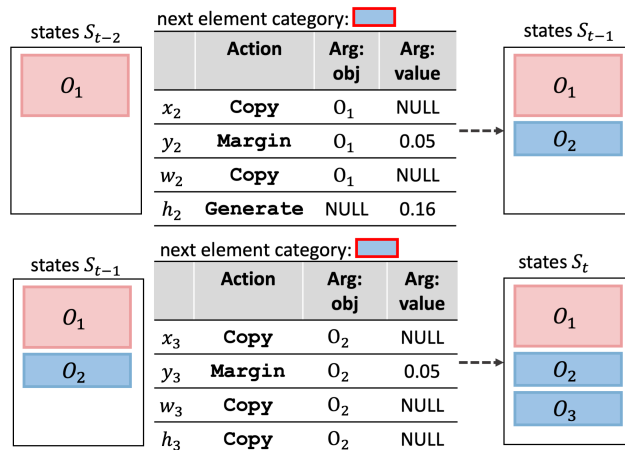 next element category:
states S_{t−2}
O_1
Action Arg: obj Arg: value
x_2 Copy O_1 NULL
y_2 Margin O_1 0.05
w_2 Copy O_1 NULL
h_2 Generate NULL 0.16
states S_{t−1}
O_1
O_2
next element category:
states S_{t−1}
O_1
O_2
Action Arg: obj Arg: value
x_3 Copy O_2 NULL
y_3 Margin O_2 0.05
w_3 Copy O_2 NULL
h_3 Copy O_2 NULL
states S_t
O_1
O_2
O_3